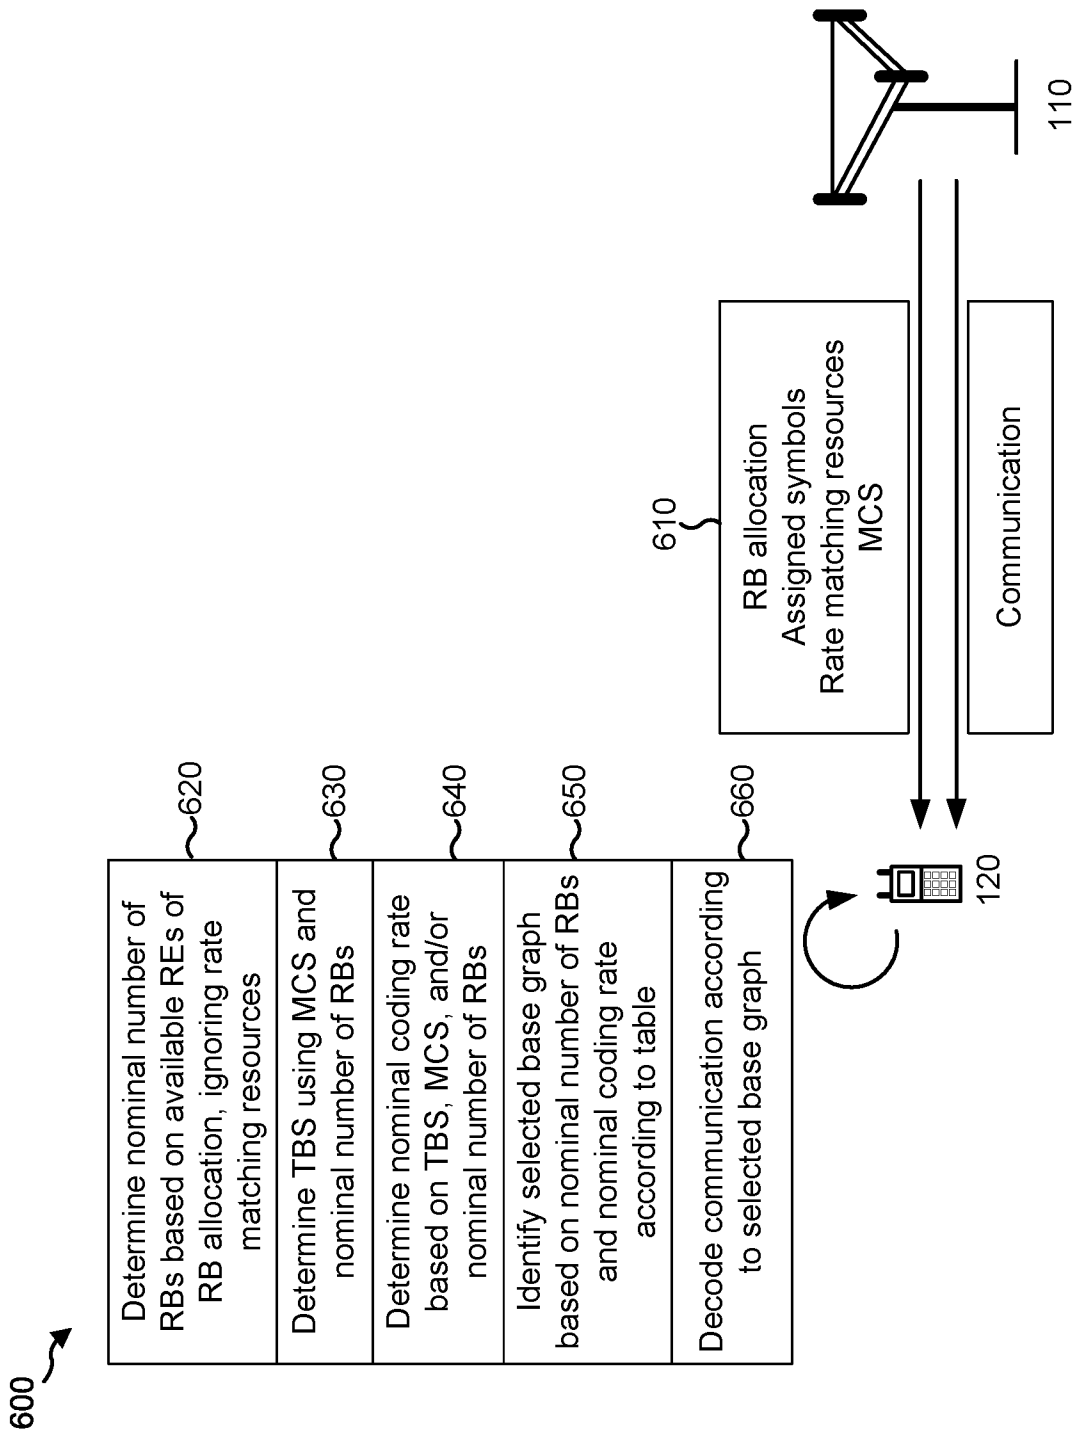 600
Determine nominal number of
RBs based on available REs of
RB allocation, ignoring rate
matching resources
620
Determine TBS using MCS and
nominal number of RBs
630
Determine nominal coding rate
based on TBS, MCS, and/or
nominal number of RBs
640
Identify selected base graph
based on nominal number of RBs
and nominal coding rate
according to table
650
Decode communication according
to selected base graph
660
610
RB allocation
Assigned symbols
Rate matching resources
MCS
Communication
120
110